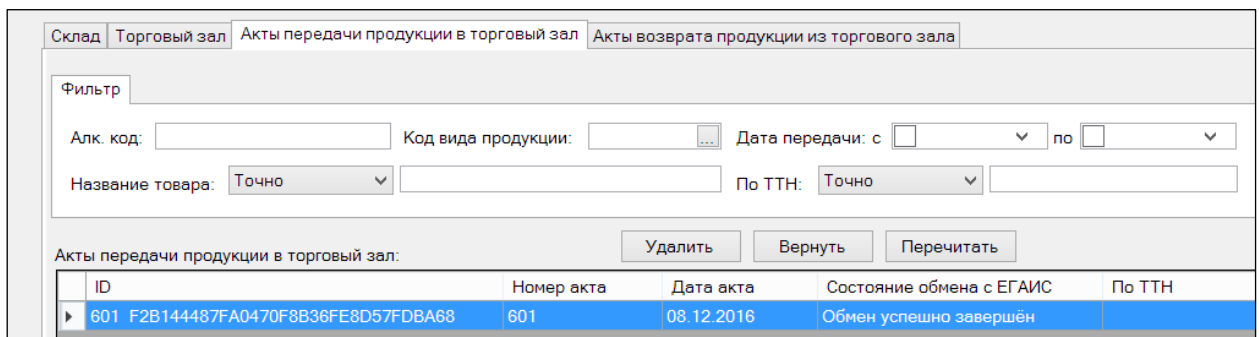 Склад Торговый зал Акты передачи продукции в торговый зал Акты возврата продукции из торгового зала
Фильтр
Алк. код: Код вида продукции: ... Дата передачи: с по
Название товара: Точно По ТТН: Точно
Акты передачи продукции в торговый зал: Удалить Вернуть Перечитать
ID Номер акта Дата акта Состояние обмена с ЕГАИС По ТТН
601 F2B144487FA0470F8B36FE8D57FDBA68 601 08.12.2016 Обмен успешно завершён